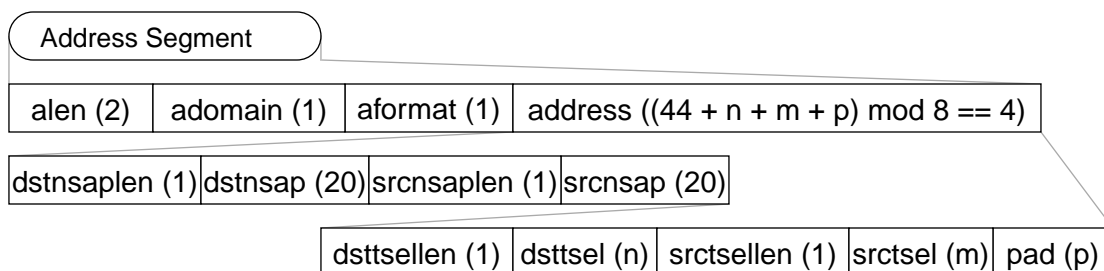 Address Segment
alen (2) adomain (1) aformat (1) address ((44 + n + m + p) mod 8 == 4)
dstnsaplen (1) dstnsap (20) srcnsaplen (1) srcnsap (20)
dsttsellen (1) dsttsel (n) srctsellen (1) srctsel (m) pad (p)